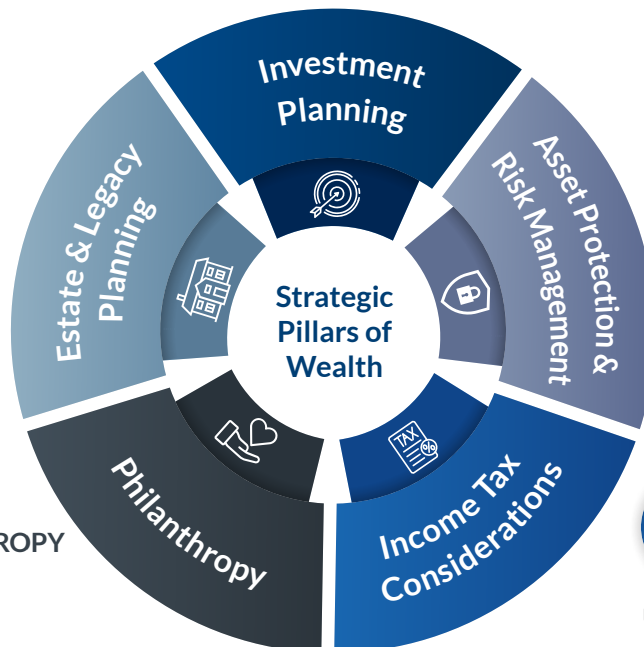 Investment
Planning
Asset Protection &
Risk Management
Estate & Legacy
Planning
Strategic
Pillars of
Wealth
TAX
%
Philanthropy
Income Tax
Considerations
ROPY